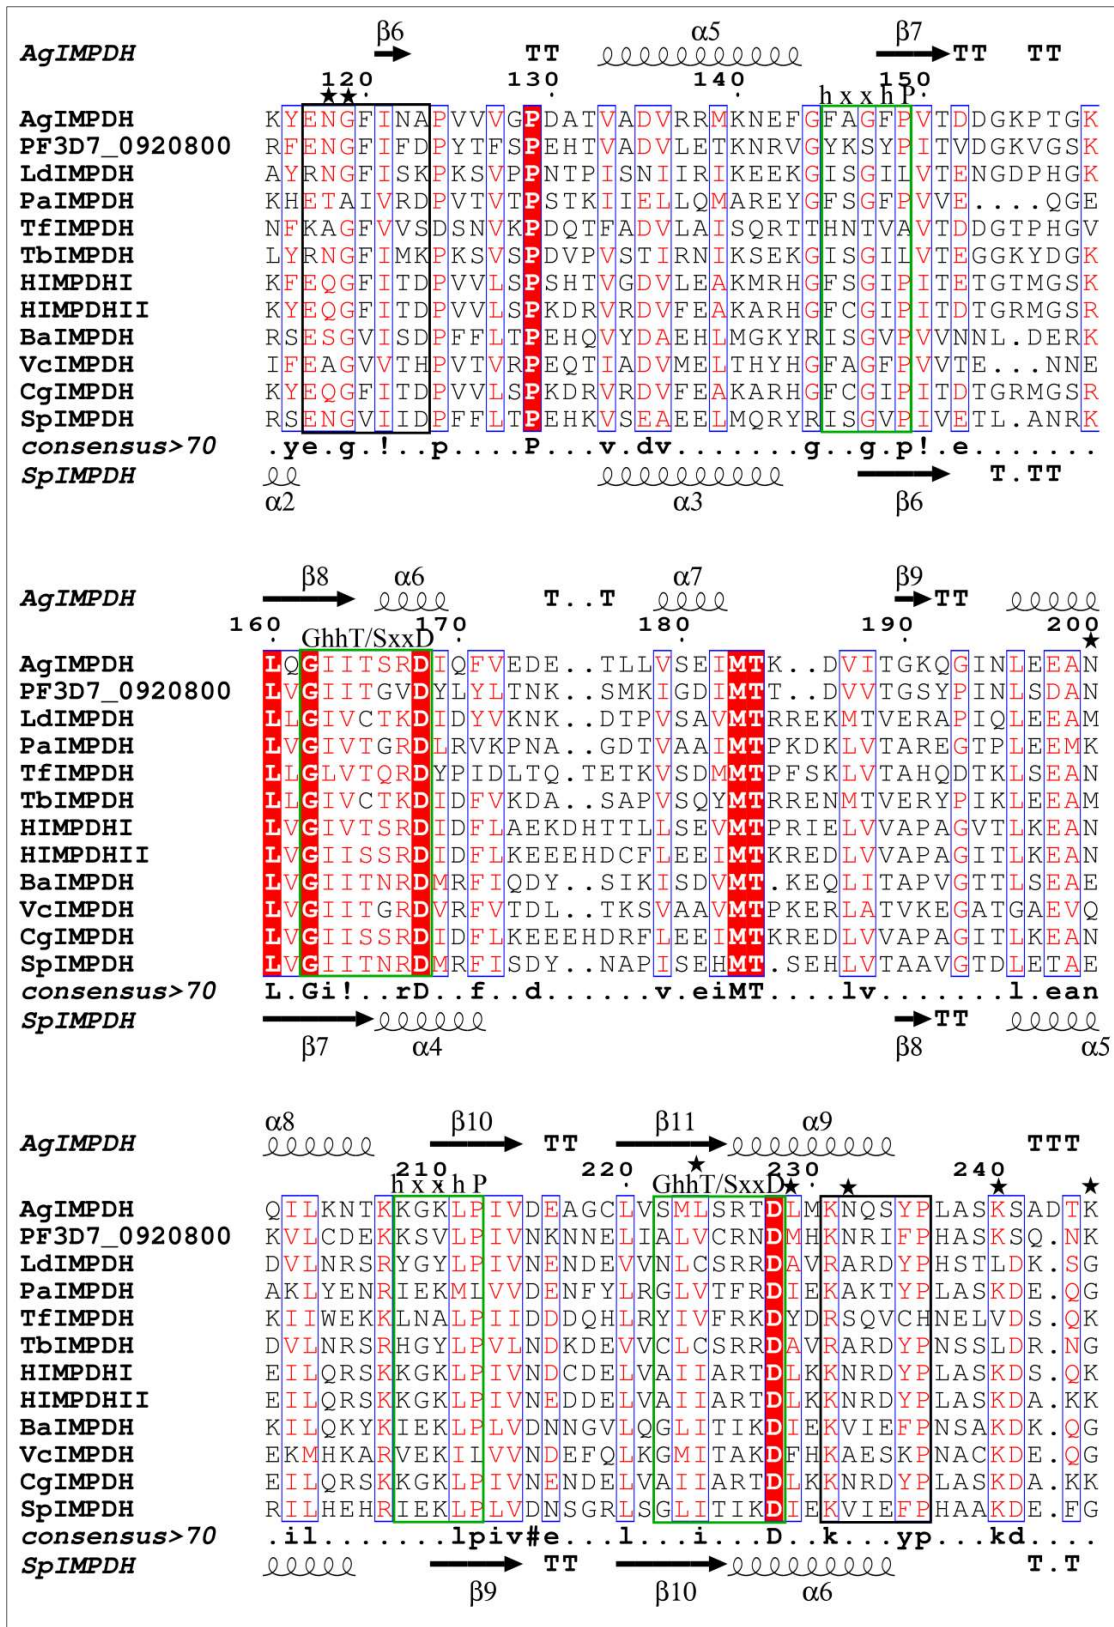 β6 α5 β7
AgIMPDH TT TT TT
120 130 140 150
★★ h x x h P
AgIMPDH KYENGFINAPVVVGPDATVADVRRMKNEFGFAGFPVTDDGKPTGK
PF3D7_0920800 RFENGFIFDPYTFSPEHTVADVLETKNRVGYKSYPITVDGKVGSK
LdIMPDH AYRNGFISKPKSVPPNTPISNIIRIKEEKGISGILVTENGDPHGK
PaIMPDH KHETAIVRDPVTVTPSTKIIELLQMAREYGFSGFPVVE....QGE
TfIMPDH NFKAGFVVSDSNVKPDQTFADVLAISQRTTHNTVAVTDDGTPHGV
TbIMPDH LYRNGFIMKPKSVSPDVPVSTIRNIKSEKGISGILVTEGGKYDGK
HIMPDHI KFEQGFITDPVVLSPSHTVGDVLEAKMRHGFSGIPITETGTMGSK
HIMPDHII KYEQGFITDPVVLSPKDRVRDVFEAKARHGFCGIPITDTGRMGSR
BaIMPDH RSESGVISDPFFLTPEHQVYDAEHLMGKYRISGVPVVNNL.DERK
VcIMPDH IFEAGVVTHPVTVRPEQTIADVMELTHYHGFAGFPVVTE...NNE
CgIMPDH KYEQGFITDPVVLSPKDRVRDVFEAKARHGFCGIPITDTGRMGSR
SpIMPDH RSENGVIIDPFFLTPEHKVSEAEELMQRYRISGVPIVETL.ANRK
consensus>70 .ye.g.!..p....P...v.dv.......g..g.p!.e.......
SpIMPDH T.TT
α2 α3 β6
β8 α6 α7 β9
AgIMPDH T..T TT
160 170 180 190 200
GhhT/SxxD ★
AgIMPDH LQGIITSRDIQFVEDE..TLLVSEIMTK..DVITGKQGINLEEAN
PF3D7_0920800 LVGIITGVDYLYLTNK..SMKIGDIMTT..DVVTGSYPINLSDAN
LdIMPDH LLGIVCTKDIDYVKNK..DTPVSAVMTRREKMTVERAPIQLEEAM
PaIMPDH LVGIVTGRDLRVKPNA..GDTVAAIMTPKDKLVTAREGTPLEEMK
TfIMPDH LLGLVTQRDYPIDLTQ.TETKVSDMMTPFSKLVTAHQDTKLSEAN
TbIMPDH LLGIVCTKDIDFVKDA..SAPVSQYMTRRENMTVERYPIKLEEAM
HIMPDHI LVGIVTSRDIDFLAEKDHTTLLSEVMTPRIELVVAPAGVTLKEAN
HIMPDHII LVGIISSRDIDFLKEEEHDCFLEEIMTKREDLVVAPAGITLKEAN
BaIMPDH LVGIITNRDMRFIQDY..SIKISDVMT.KEQLITAPVGTTLSEAE
VcIMPDH LVGIITGRDVRFVTDL..TKSVAAVMTPKERLATVKEGATGAEVQ
CgIMPDH LVGIISSRDIDFLKEEEHDRFLEEIMTKREDLVVAPAGITLKEAN
SpIMPDH LVGIITNRDMRFISDY..NAPISEHMT.SEHLVTAAVGTDLETAE
consensus>70 L.Gi!..rD..f..d.....v.eiMT....lv.......l.ean
SpIMPDH TT
β7 α4 β8 α5
α8 β10 β11 α9
AgIMPDH TT TTT
210 220 ★ 230 240
h x x h P GhhT/SxxD ★ ★ ★ ★
AgIMPDH QILKNTKKGKLPIVDEAGCLVSMLSRTDLMKNQSYPLASKSADTK
PF3D7_0920800 KVLCDEKKSVLPIVNKNNELIALVCRNDMHKNRIFPHASKSQ.NK
LdIMPDH DVLNRSRYGYLPIVNENDEVVNLCSRRDAVRARDYPHSTLDK.SG
PaIMPDH AKLYENRIEKMLVVDENFYLRGLVTFRDIEKAKTYPLASKDE.QG
TfIMPDH KIIWEKKLNALPIIDDDQHLRYIVFRKDYDRSQVCHNELVDS.QK
TbIMPDH DVLNRSRHGYLPVLNDKDEVVCLCSRRDAVRARDYPNSSLDR.NG
HIMPDHI EILQRSKKGKLPIVNDCDELVAIIARTDLKKNRDYPLASKDS.QK
HIMPDHII EILQRSKKGKLPIVNEDDELVAIIARTDLKKNRDYPLASKDA.KK
BaIMPDH KILQKYKIEKLPLVDNNGVLQGLITIKDIEKVIEFPNSAKDK.QG
VcIMPDH EKMHKARVEKILVVNDEFQLKGMITAKDFHKAESKPNACKDE.QG
CgIMPDH EILQRSKKGKLPIVNENDELVAIIARTDLKKNRDYPLASKDA.KK
SpIMPDH RILHEHRIEKLPLVDNSGRLSGLITIKDIEKVIEFPHAAKDE.FG
consensus>70 .il........lpiv#e...l...i...D..k...yp...kd.....
SpIMPDH TT T.T
β9 β10 α6